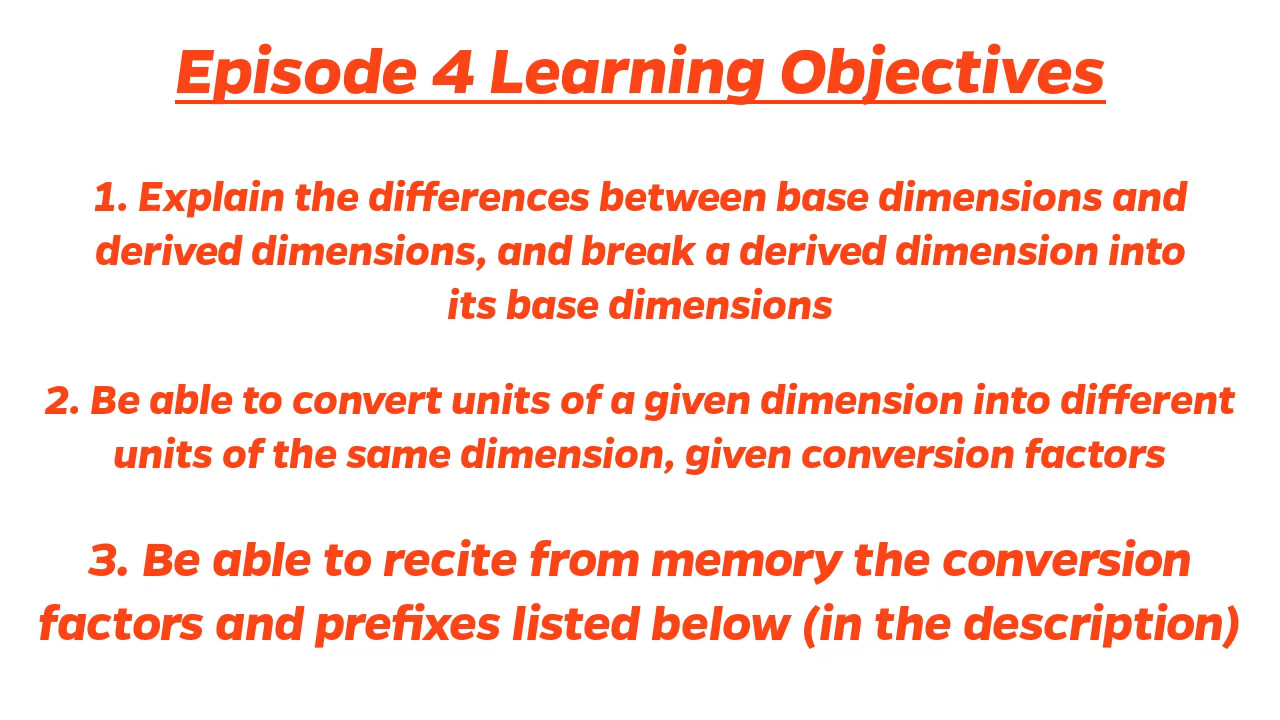 Episode 4 Learning Objectives
1. Explain the differences between base dimensions and
derived dimensions, and break a derived dimension into
its base dimensions
2. Be able to convert units of a given dimension into different
units of the same dimension, given conversion factors
3. Be able to recite from memory the conversion
factors and prefixes listed below (in the description)